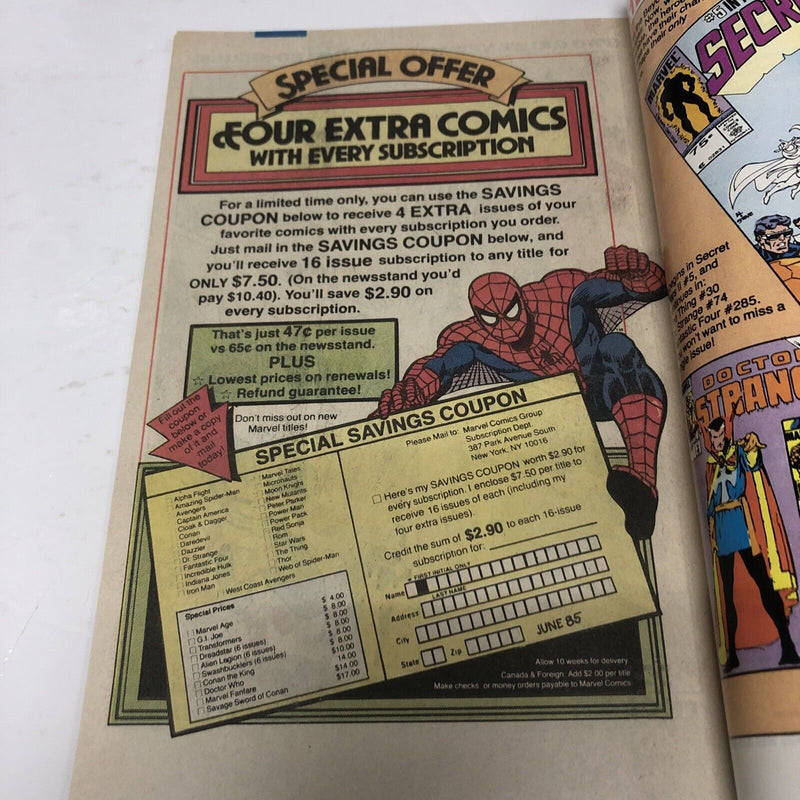 SPECIAL OFFER
FOUR EXTRA COMICS
WITH EVERY SUBSCRIPTION
For a limited time only, you can use the SAVINGS
COUPON below to receive 4 EXTRA issues of your
favorite comics with every subscription you order.
Just mail in the SAVINGS COUPON below, and
you'll receive 16 issue subscription to any title for
ONLY $7.50. (On the newsstand you'd
pay $10.40). You'll save $2.90 on
every subscription.
That's just 47¢ per issue
vs 65¢ on the newsstand.
PLUS
☆ Lowest prices on renewals!
☆ Refund guarantee!
Fill out the
coupon
below or
make a copy
of it and
mail
today!
Don't miss out on new
Marvel titles!
SPECIAL SAVINGS COUPON
Please Mail to: Marvel Comics Group
Subscription Dept.
387 Park Avenue South
New York, NY 10016
Alpha Flight
Amazing Spider-Man
Avengers
Captain America
Cloak & Dagger
Conan
Daredevil
Dazzler
Dr. Strange
Fantastic Four
Incredible Hulk
Indiana Jones
Iron Man
Marvel Tales
Micronauts
Moon Knight
New Mutants
Peter Parker
Power Man
Power Pack
Red Sonja
Rom
Star Wars
The Thing
Thor
Web of Spider-Man
West Coast Avengers
Here's my SAVINGS COUPON worth $2.90 for
every subscription. I enclose $7.50 per title to
receive 16 issues of each (including my
four extra issues).
Credit the sum of $2.90 to each 16-issue
subscription for:
* FIRST INITIAL ONLY
Name
LAST NAME
Address
City
State
Zip
JUNE 85
Special Prices
Marvel Age $ 4.00
G.I. Joe $ 8.00
Transformers $ 8.00
Dreadstar (6 issues) $ 8.00
Alien Legion (6 issues) $ 8.00
Swashbucklers (6 issues) $ 8.00
Conan the King $10.00
Doctor Who 14.00
Marvel Fanfare $14.00
Savage Sword of Conan $17.00
Allow 10 weeks for delivery.
Canada & Foreign: Add $2.00 per title
Make checks or money orders payable to Marvel Comics
#5 IN
SECR
MARVEL
75¢
egins in Secret
II #5, and
nues in:
Thing #30
Strange #74
tastic Four #285.
won't want to miss a
gle issue!
DOCTO
STRANG